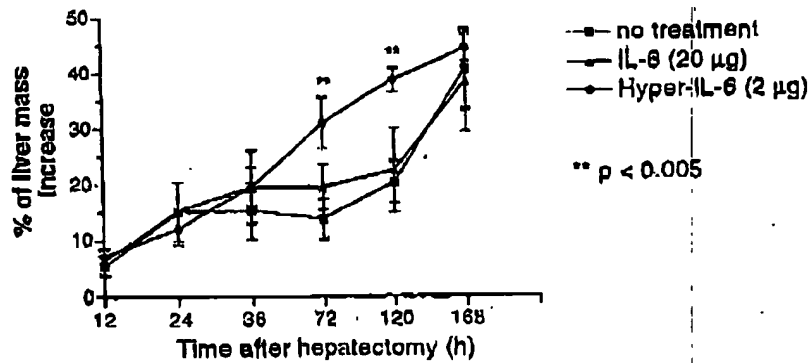 50
40
30
20
10
0
% of liver mass
increase
**
**
12 24 36 72 120 168
Time after hepatectomy (h)
no treatment
IL-6 (20 µg)
Hyper-IL-6 (2 µg)
** p < 0.005